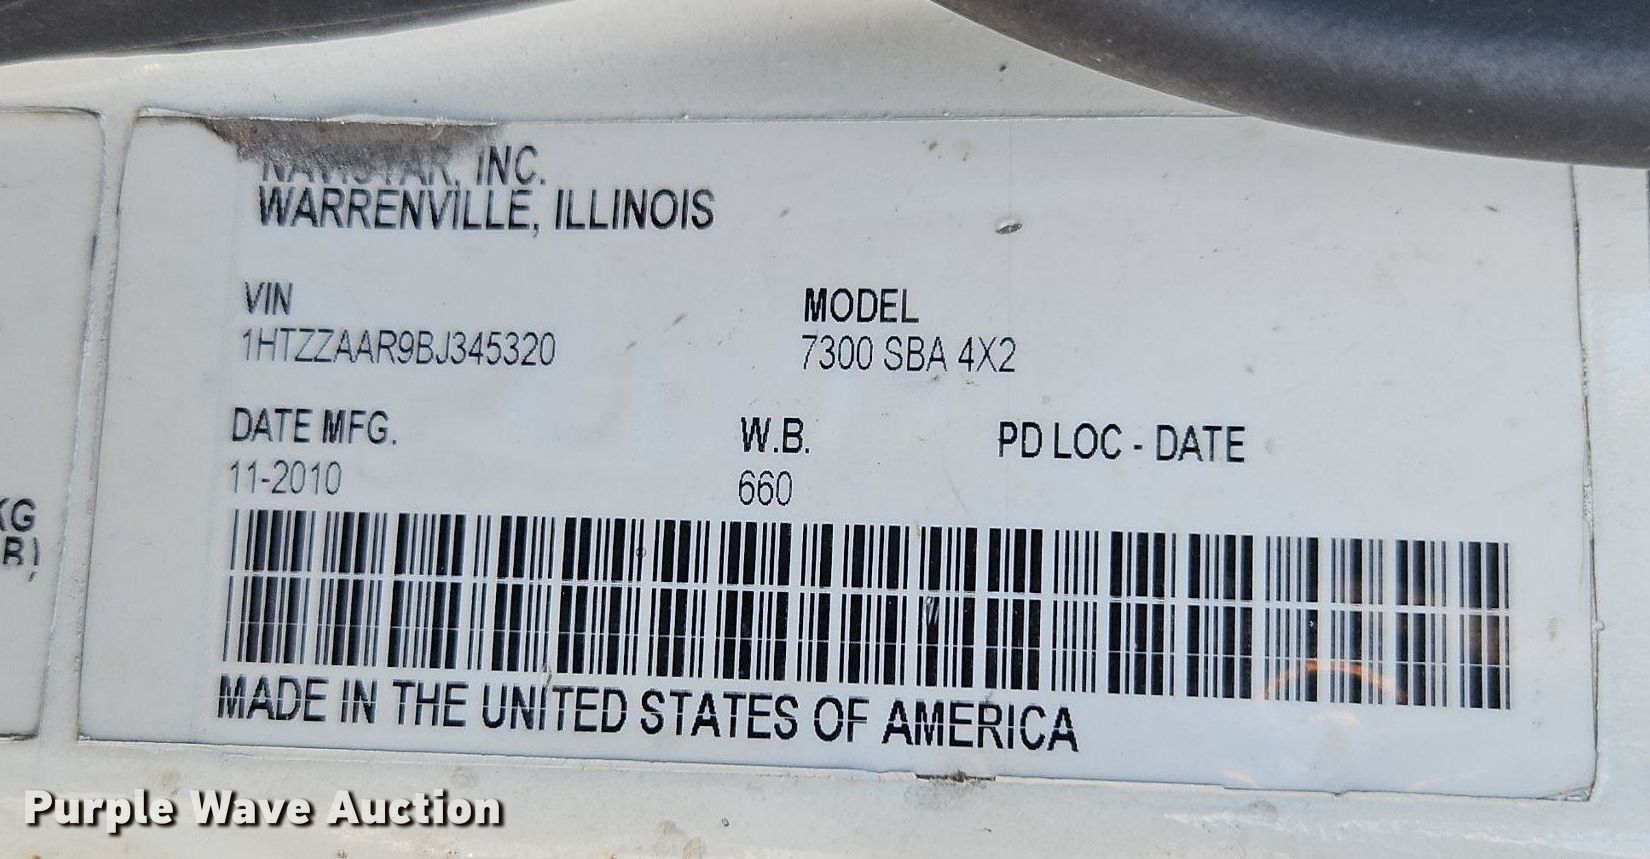 NAVISTAR, INC.
WARRENVILLE, ILLINOIS
VIN
1HTZZAAR9BJ345320
MODEL
7300 SBA 4X2
DATE MFG.
11-2010
W.B.
660
PD LOC - DATE
KG
B)
MADE IN THE UNITED STATES OF AMERICA
Purple Wave Auction